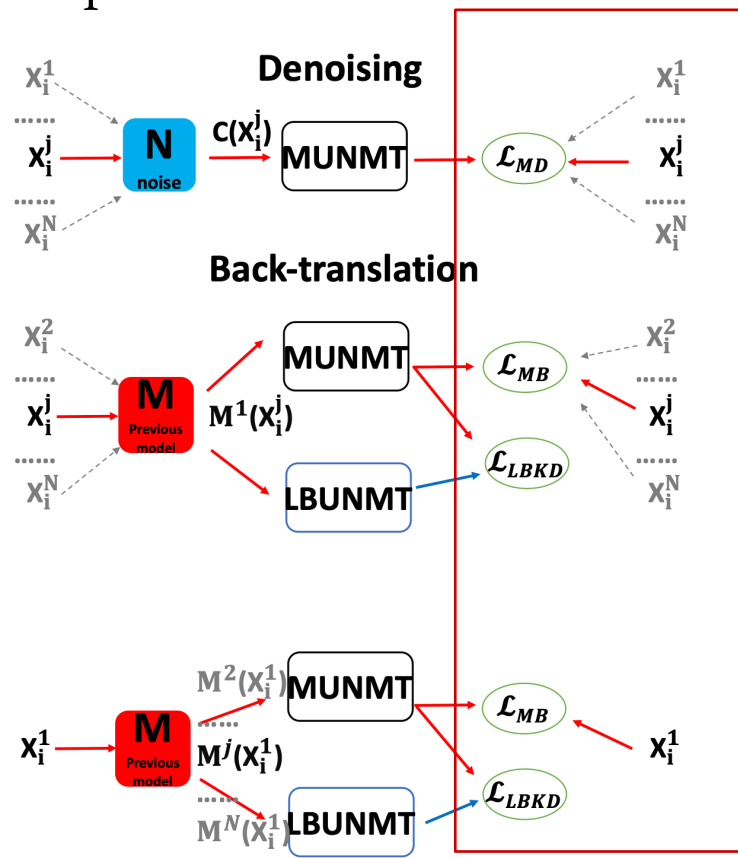 Denoising
X_i^1 X_i^1
...... ......
X_i^j N noise C(X_i^j) MUNMT ℒ_MD X_i^j
...... ......
X_i^N X_i^N
Back-translation
X_i^2 X_i^2
MUNMT ℒ_MB
...... ......
X_i^j M Previous model M^1(X_i^j) X_i^j
...... ......
LBUNMT ℒ_LBKD
X_i^N X_i^N
M^2(X_i^1) MUNMT ℒ_MB
......
X_i^1 M Previous model M^j(X_i^1) X_i^1
......
M^N(X_i^1) LBUNMT ℒ_LBKD